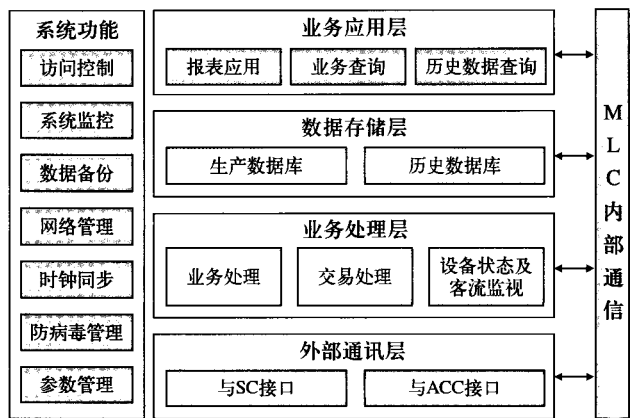 系统功能
访问控制
系统监控
数据备份
网络管理
时钟同步
防病毒管理
参数管理
业务应用层
报表应用
业务查询
历史数据查询
数据存储层
生产数据库
历史数据库
业务处理层
业务处理
交易处理
设备状态及
客流监视
外部通讯层
与SC接口
与ACC接口
MLC内部通信